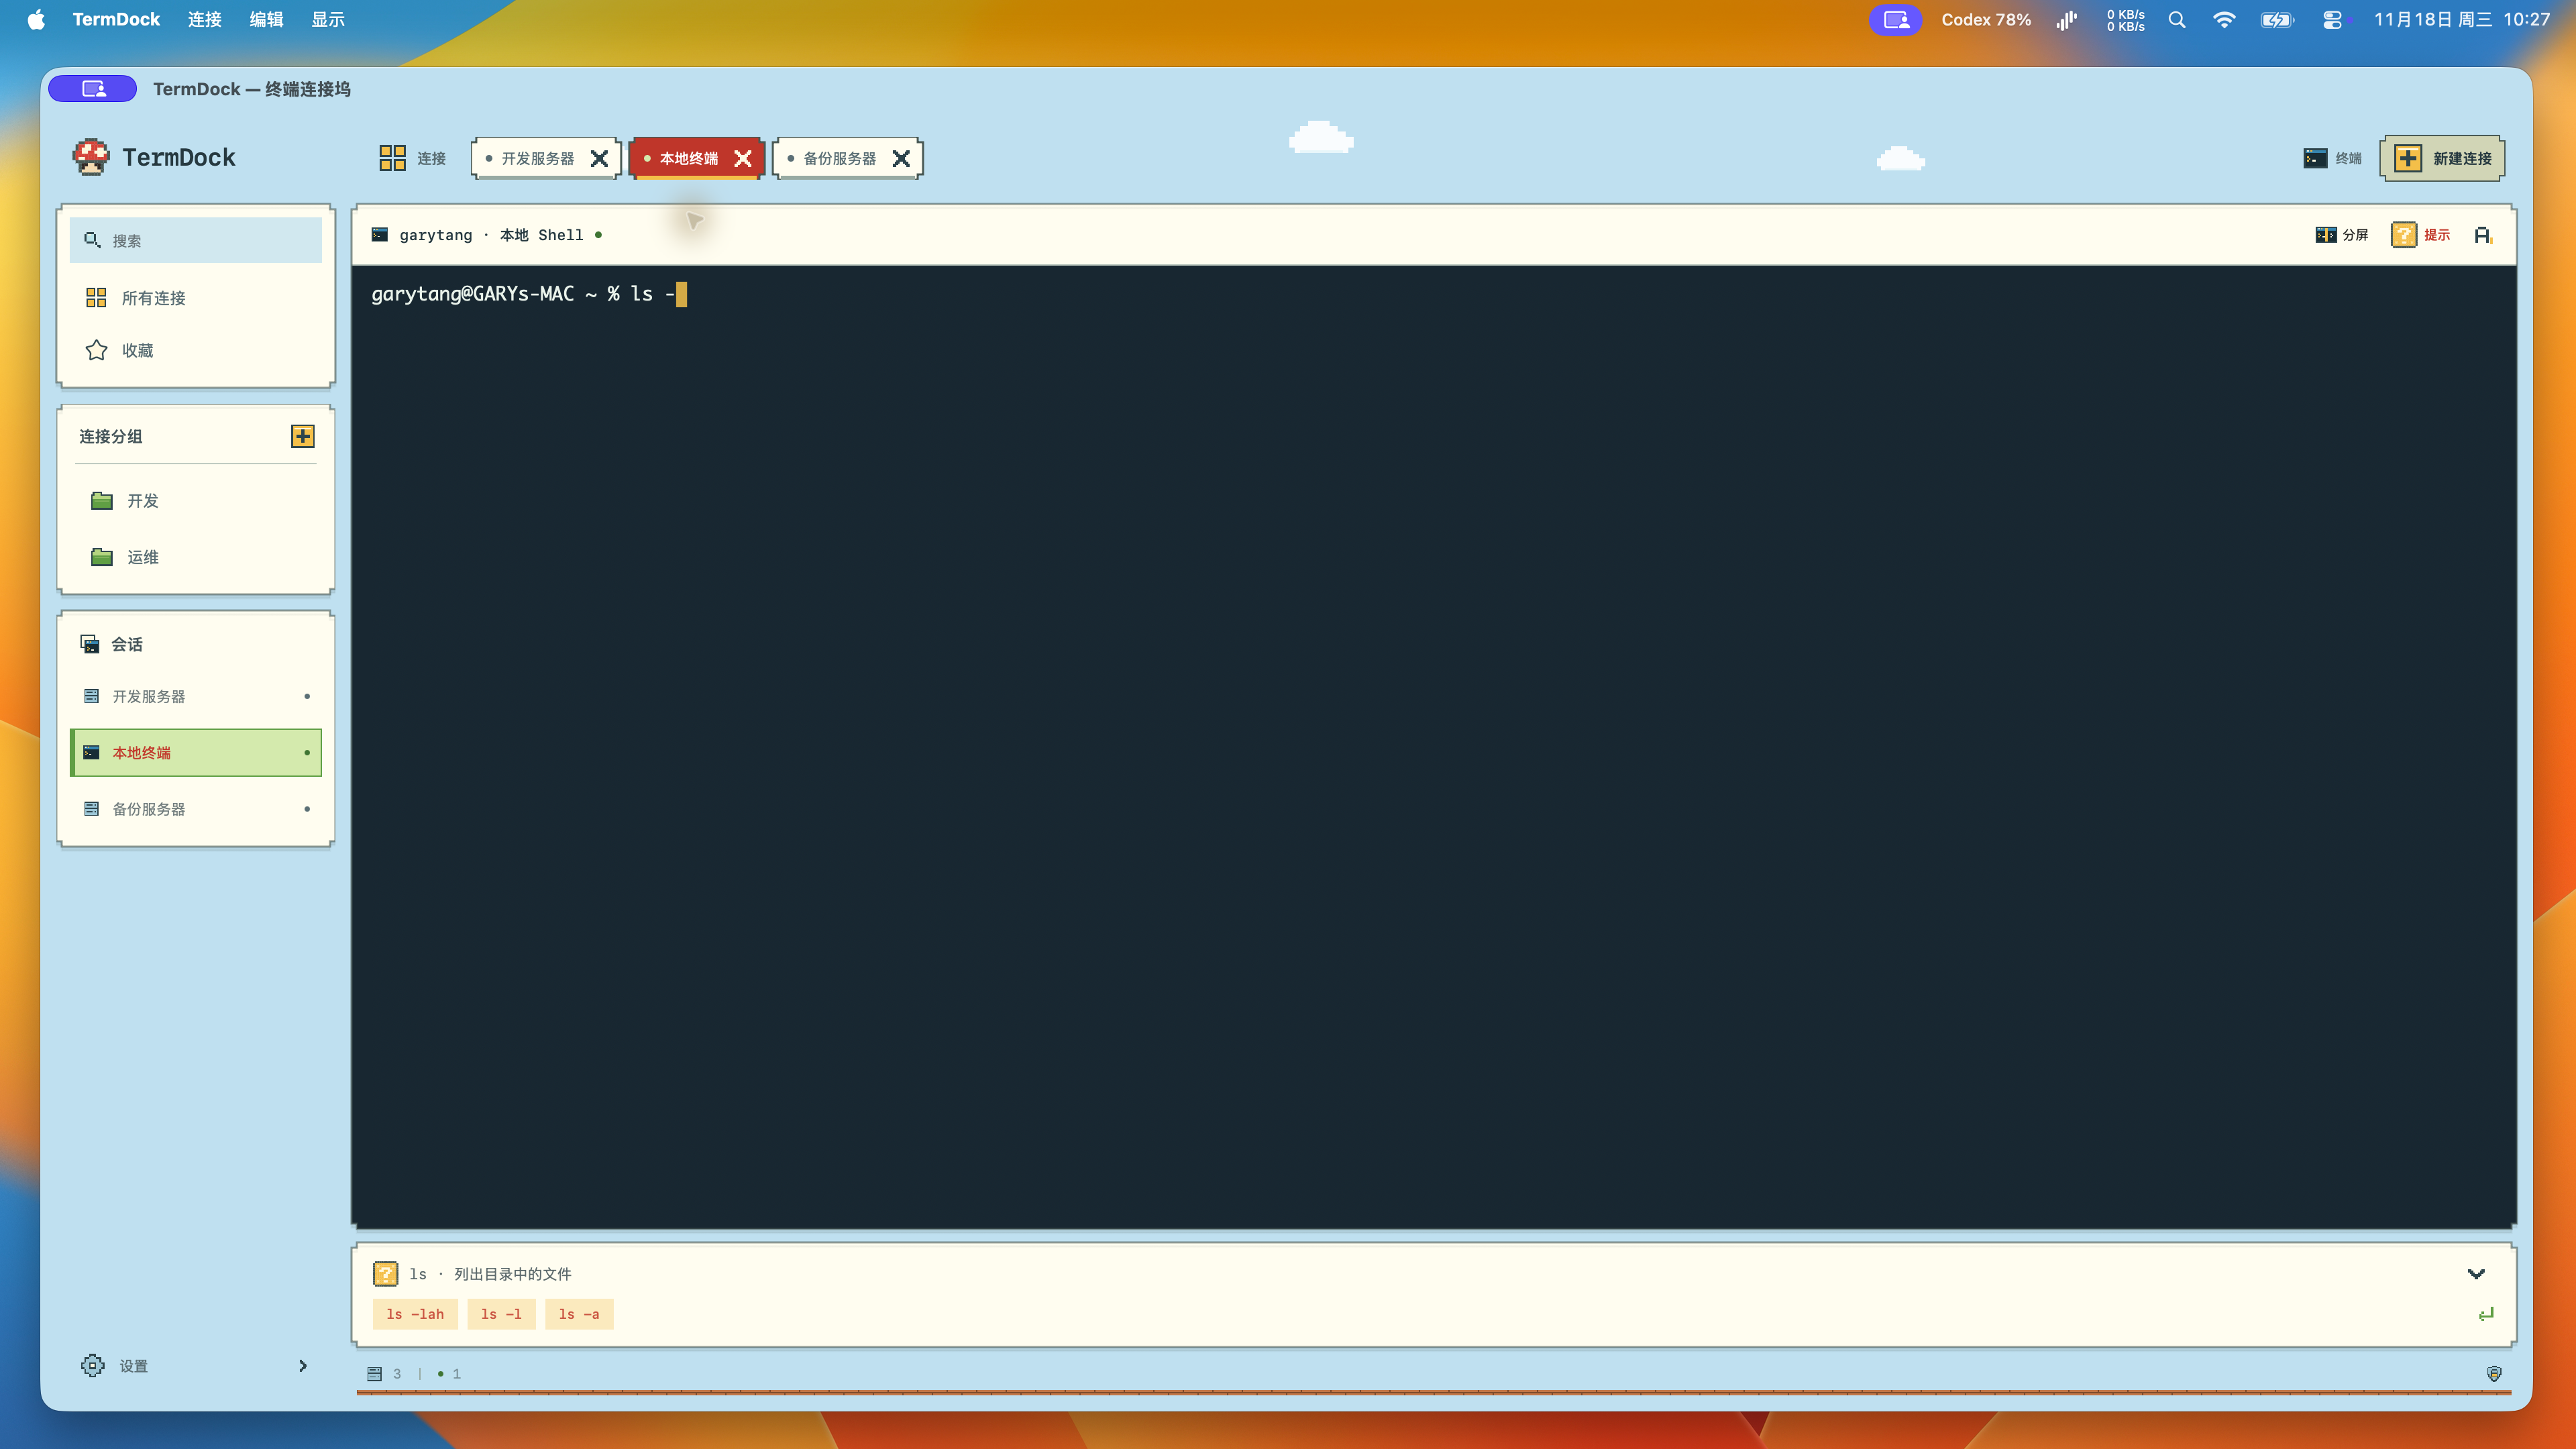 TermDock 连接 编辑 显示 Codex 78% 0 KB/s 0 KB/s 11月18日 周三 10:27
TermDock — 终端连接坞
TermDock
连接 开发服务器 本地终端 备份服务器 终端 新建连接
搜索
所有连接
收藏
连接分组
开发
运维
会话
开发服务器
本地终端
备份服务器
设置
garytang · 本地 Shell 分屏 提示 A
garytang@GARYs-MAC ~ % ls -
ls · 列出目录中的文件
ls -lah ls -l ls -a
3 | 1